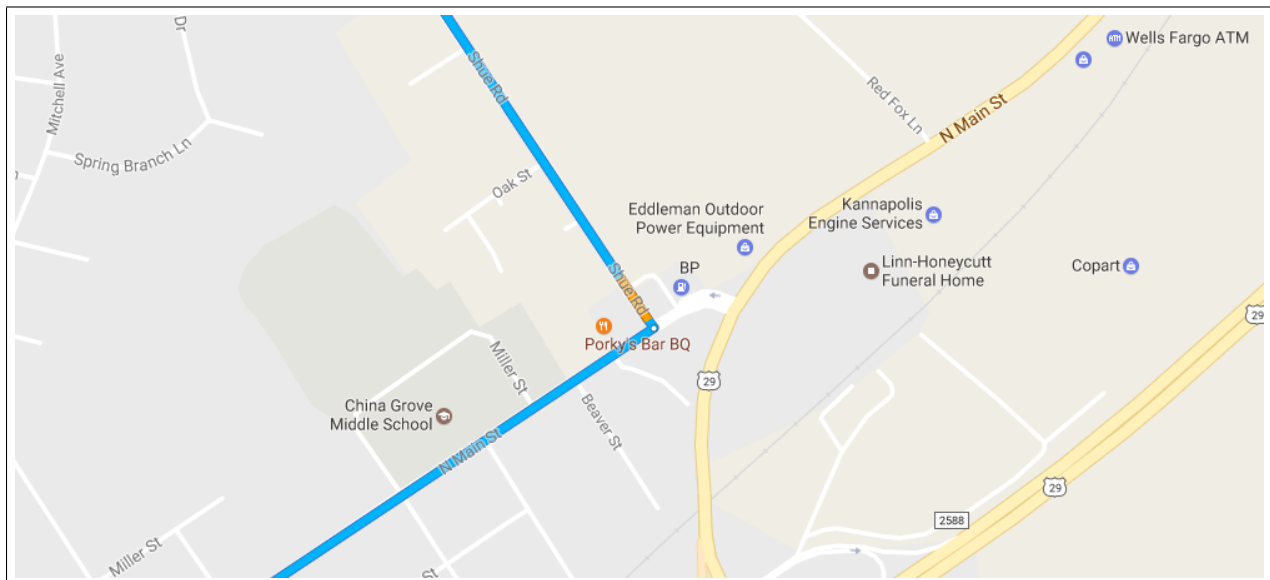 Dr
Mitchell Ave
Spring Branch Ln
Shue Rd
Red Fox Ln
N Main St
ATM
Wells Fargo ATM
Oak St
Eddleman Outdoor
Power Equipment
Kannapolis
Engine Services
BP
Linn-Honeycutt
Funeral Home
Copart
29
Shue Rd
Porky's Bar BQ
Miller St
29
China Grove
Middle School
Beaver St
N Main St
29
2588
Miller St